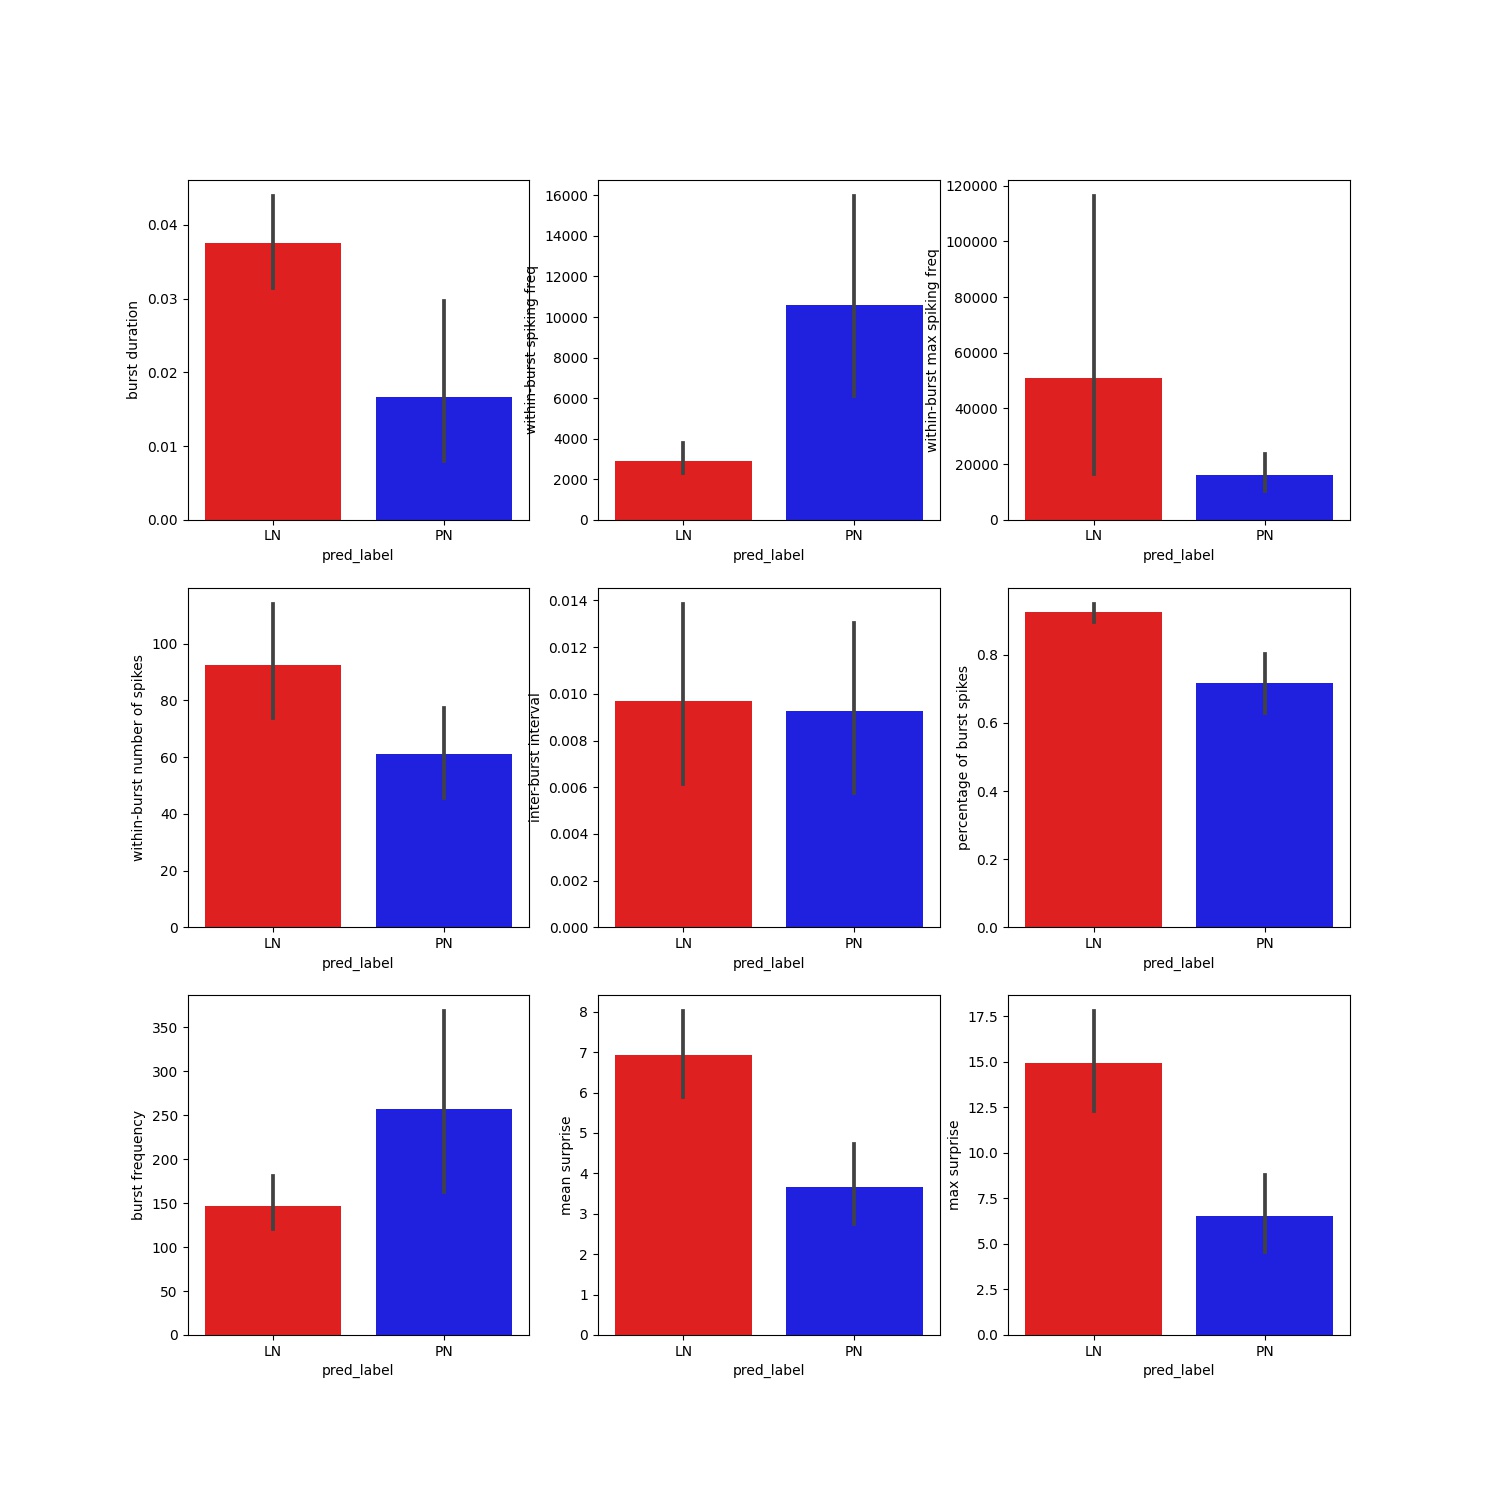 burst duration
0.04
0.03
0.02
0.01
0.00
LN
PN
pred_label
within-burst spiking freq
16000
14000
12000
10000
8000
6000
4000
2000
0
LN
PN
pred_label
within-burst max spiking freq
120000
100000
80000
60000
40000
20000
0
LN
PN
pred_label
within-burst number of spikes
100
80
60
40
20
0
LN
PN
pred_label
inter-burst interval
0.014
0.012
0.010
0.008
0.006
0.004
0.002
0.000
LN
PN
pred_label
percentage of burst spikes
0.8
0.6
0.4
0.2
0.0
LN
PN
pred_label
burst frequency
350
300
250
200
150
100
50
0
LN
PN
pred_label
mean surprise
8
7
6
5
4
3
2
1
0
LN
PN
pred_label
max surprise
17.5
15.0
12.5
10.0
7.5
5.0
2.5
0.0
LN
PN
pred_label